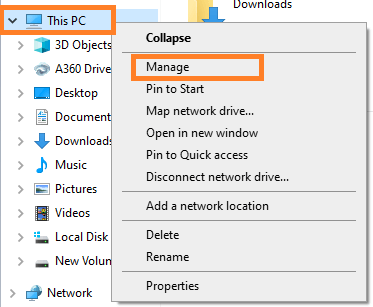 Downloads
This PC
3D Objects
A360 Drive
Desktop
Document
Downloads
Music
Pictures
Videos
Local Disk
New Volum
Network
Collapse
Manage
Pin to Start
Map network drive...
Open in new window
Pin to Quick access
Disconnect network drive...
Add a network location
Delete
Rename
Properties